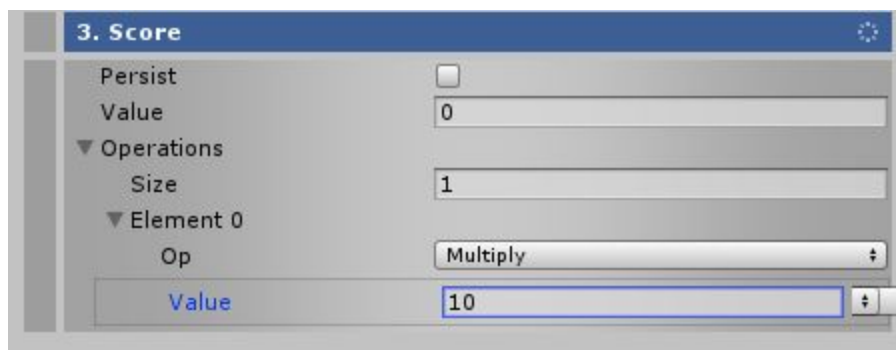 3. Score
Persist
Value 0
Operations
Size 1
Element 0
Op Multiply
Value 10